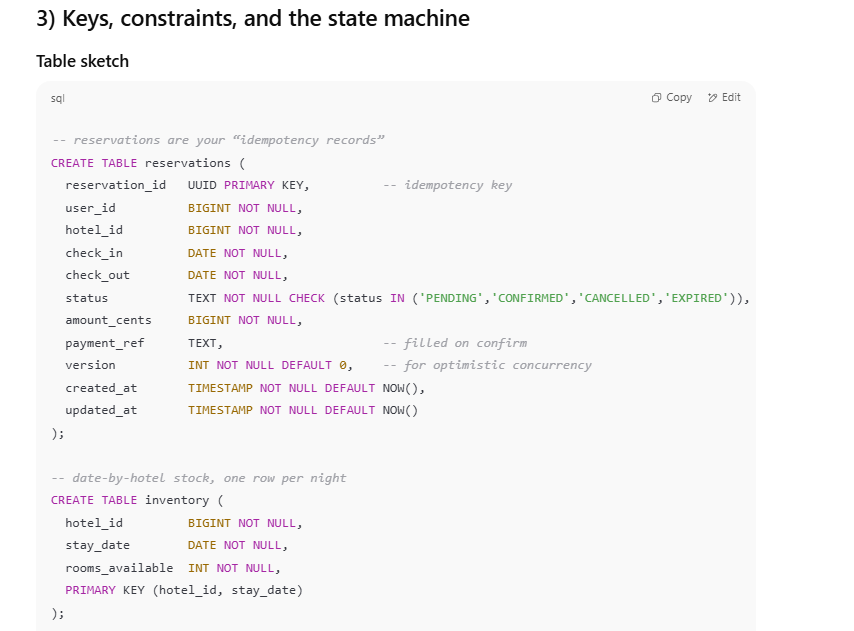 3) Keys, constraints, and the state machine
Table sketch
sql
Copy
Edit
-- reservations are your “idempotency records”
CREATE TABLE reservations (
  reservation_id   UUID PRIMARY KEY,          -- idempotency key
  user_id          BIGINT NOT NULL,
  hotel_id         BIGINT NOT NULL,
  check_in         DATE NOT NULL,
  check_out        DATE NOT NULL,
  status           TEXT NOT NULL CHECK (status IN ('PENDING','CONFIRMED','CANCELLED','EXPIRED')),
  amount_cents     BIGINT NOT NULL,
  payment_ref      TEXT,                      -- filled on confirm
  version          INT NOT NULL DEFAULT 0,    -- for optimistic concurrency
  created_at       TIMESTAMP NOT NULL DEFAULT NOW(),
  updated_at       TIMESTAMP NOT NULL DEFAULT NOW()
);
-- date-by-hotel stock, one row per night
CREATE TABLE inventory (
  hotel_id         BIGINT NOT NULL,
  stay_date        DATE NOT NULL,
  rooms_available  INT NOT NULL,
  PRIMARY KEY (hotel_id, stay_date)
);